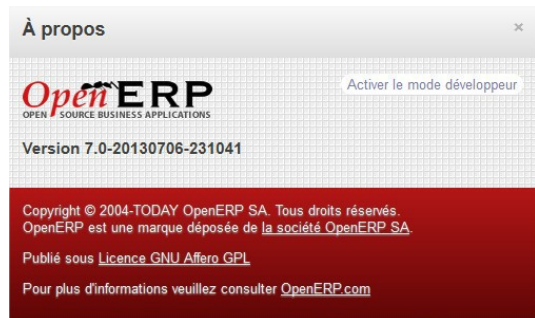 À propos
×
OpenERP
OPEN SOURCE BUSINESS APPLICATIONS
Activer le mode développeur
Version 7.0-20130706-231041
Copyright © 2004-TODAY OpenERP SA. Tous droits réservés.
OpenERP est une marque déposée de la société OpenERP SA.
Publié sous Licence GNU Affero GPL
Pour plus d'informations veuillez consulter OpenERP.com